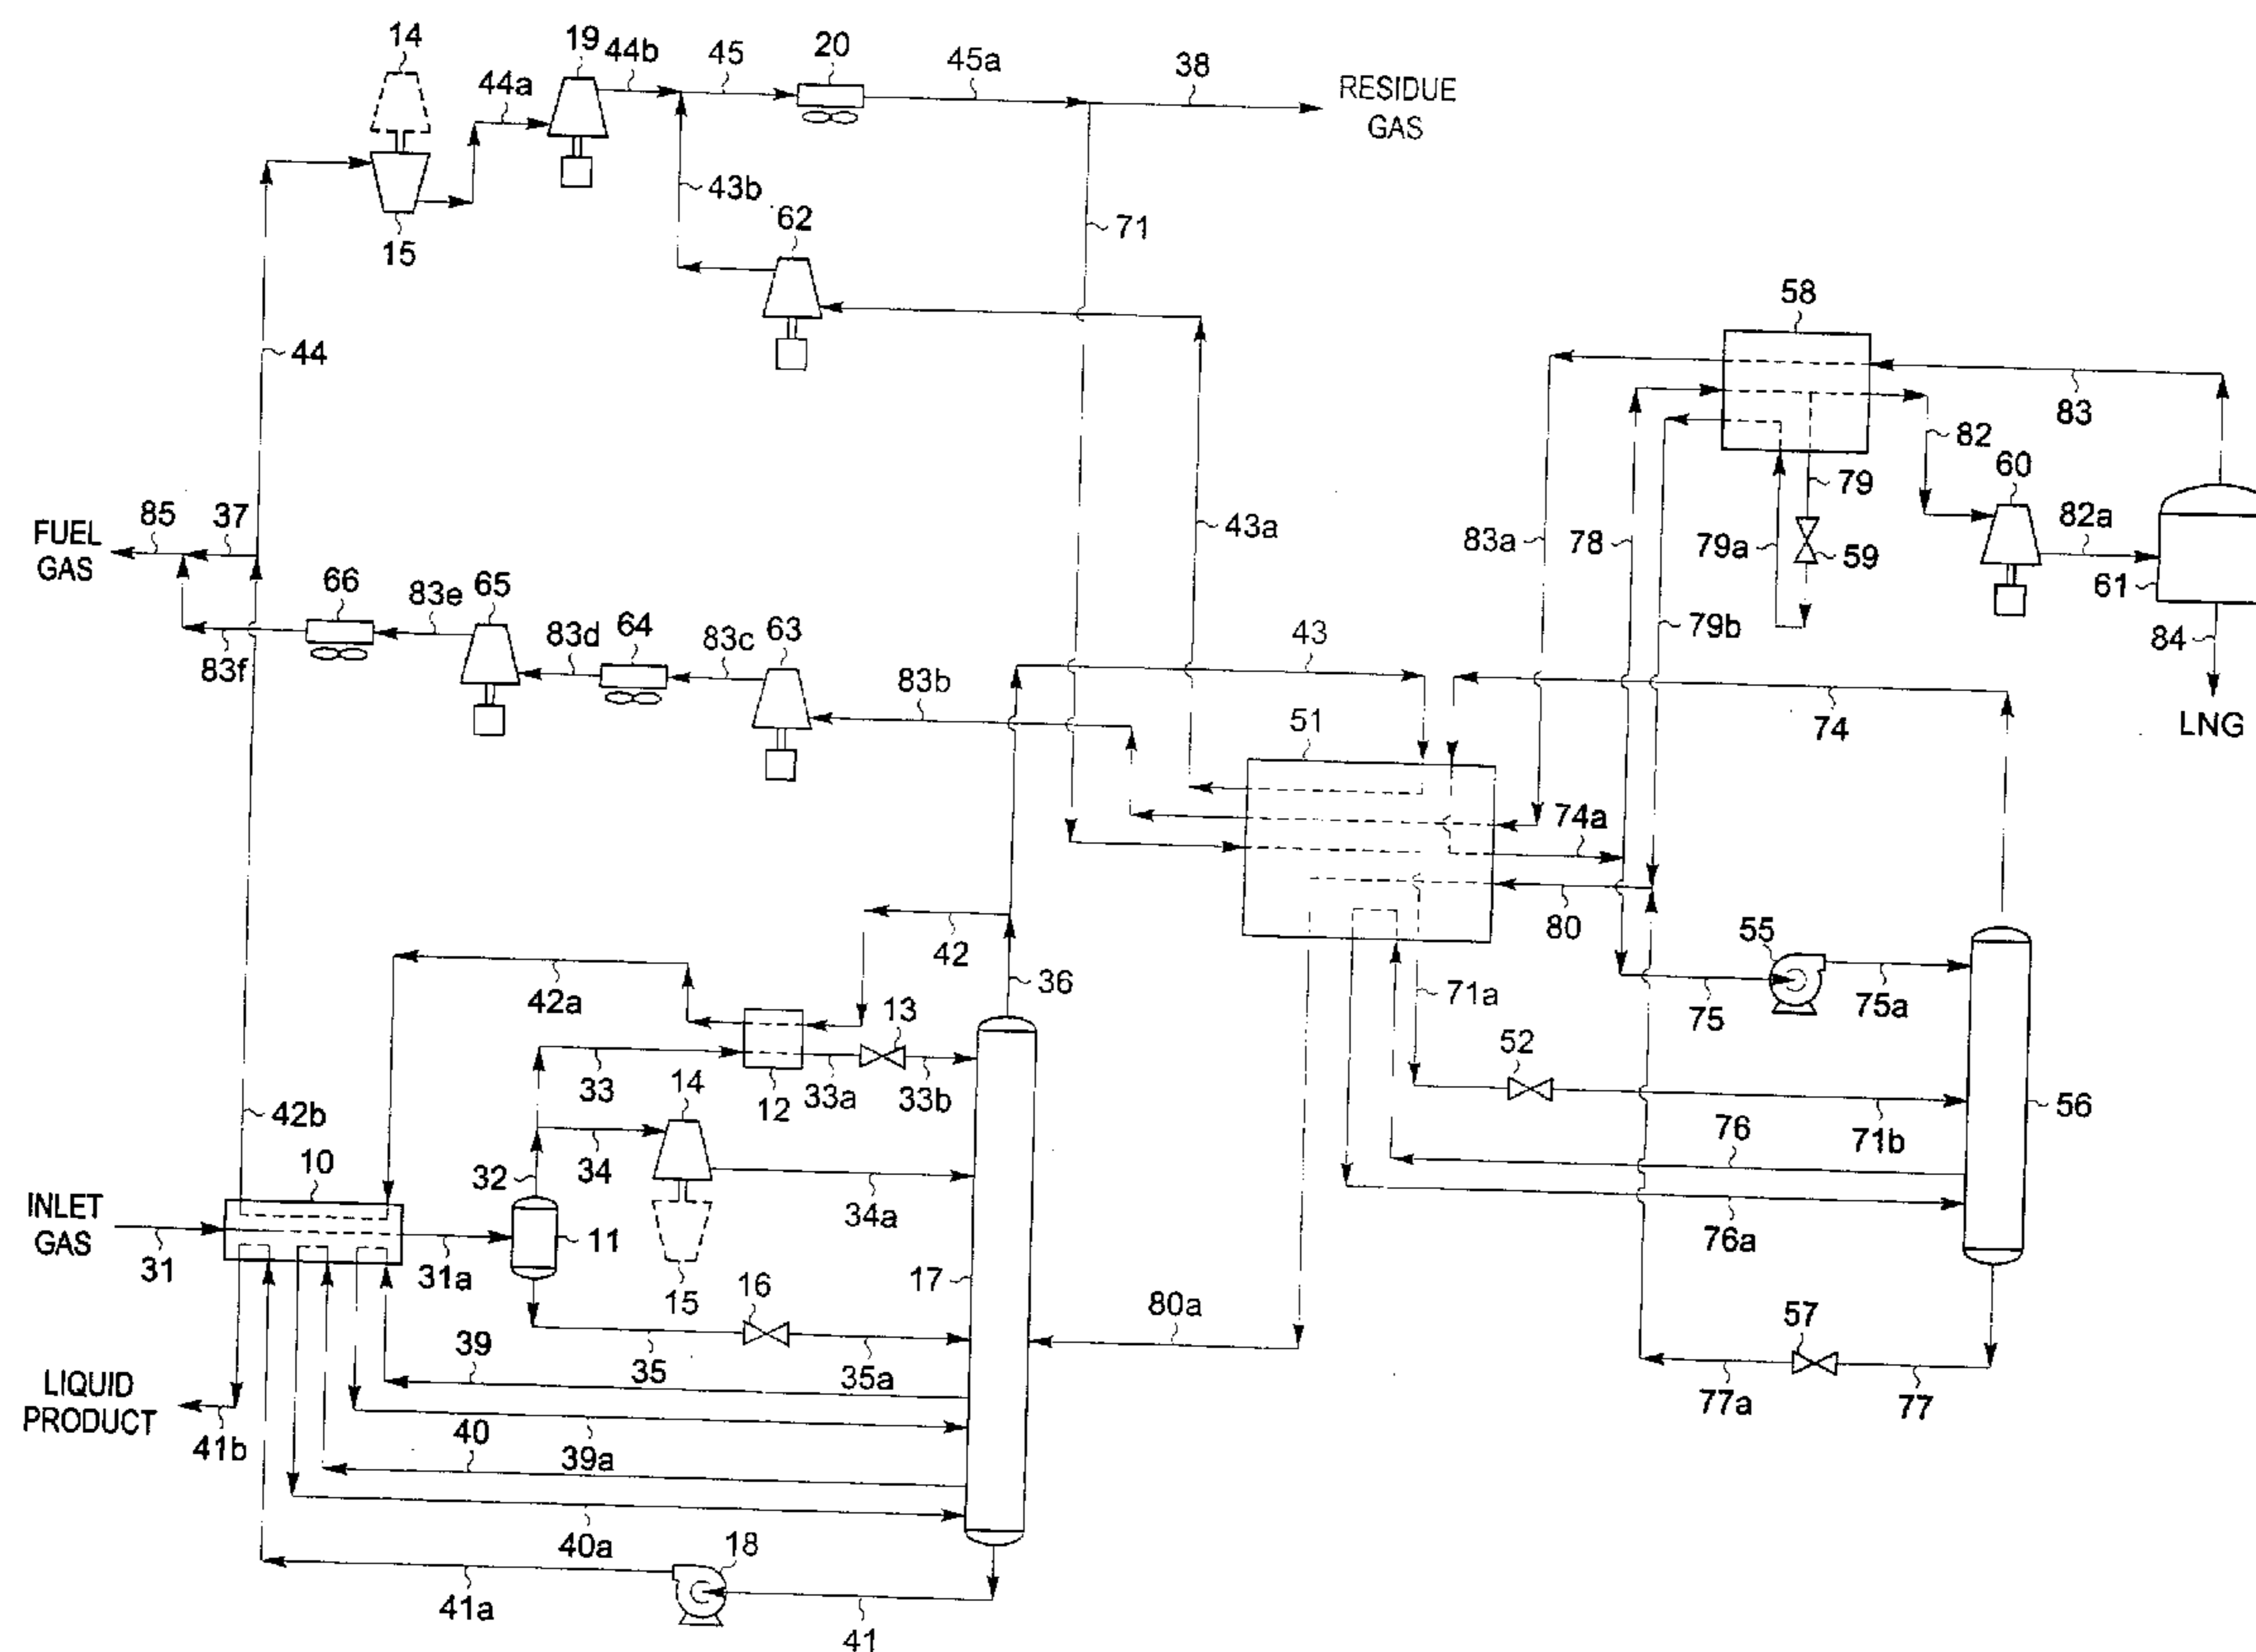 14
19
44b
45
20
45a
38
RESIDUE
GAS
44a
15
43b
62
71
44
58
83
82
60
79
82a
79a
59
61
84
LNG
FUEL
GAS
85
37
66
83e
65
83d
64
83c
63
83f
83b
43a
83a
78
79b
43
51
74
74a
80
42
36
42a
71a
55
75
75a
13
33
12
33a
33b
52
71b
56
14
32
34
34a
76
76a
42b
10
INLET
GAS
31
31a
11
15
17
16
80a
57
39
35
35a
77a
77
LIQUID
PRODUCT
41b
40
39a
40a
18
41a
41